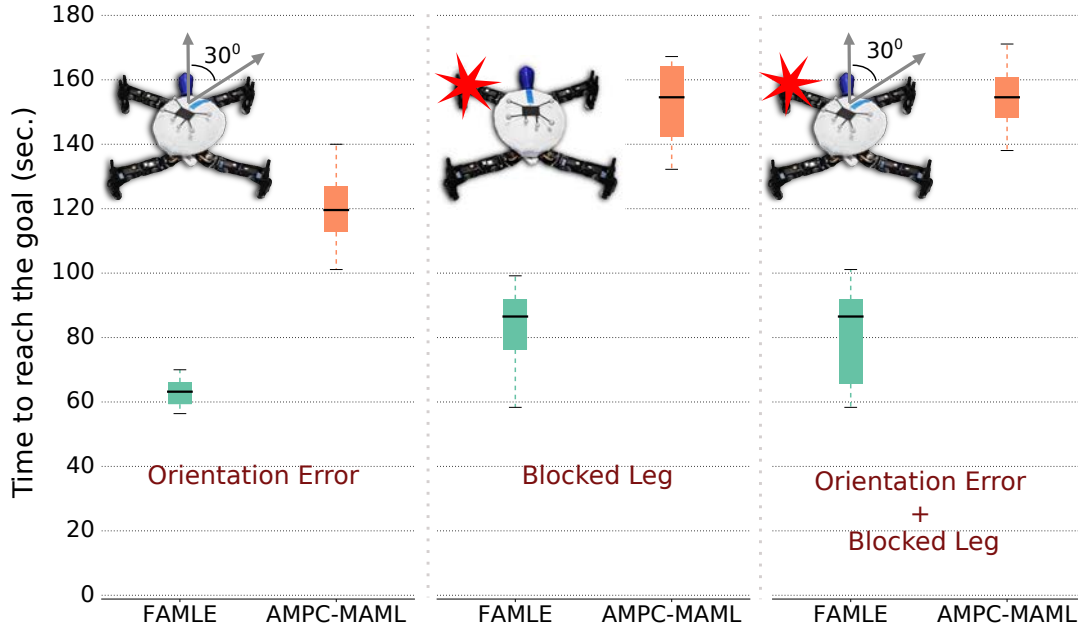 Time to reach the goal (sec.)
180
160
140
120
100
80
60
40
20
0
30⁰
Orientation Error
FAMLE
AMPC-MAML
Blocked Leg
FAMLE
AMPC-MAML
30⁰
Orientation Error
+
Blocked Leg
FAMLE
AMPC-MAML